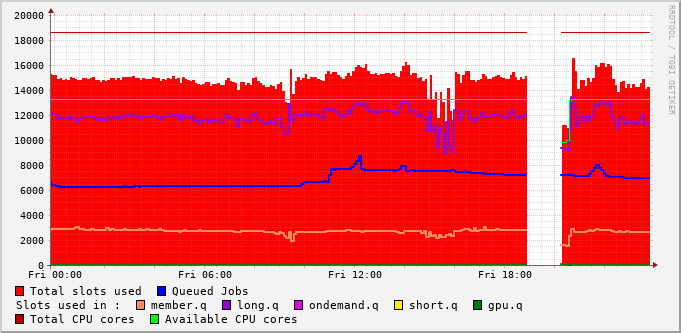 20000
18000
16000
14000
12000
10000
8000
6000
4000
2000
0
Fri 00:00 Fri 06:00 Fri 12:00 Fri 18:00
Total slots used Queued Jobs
Slots used in : member.q long.q ondemand.q short.q gpu.q
Total CPU cores Available CPU cores
RRDTOOL / TOBI OETIKER